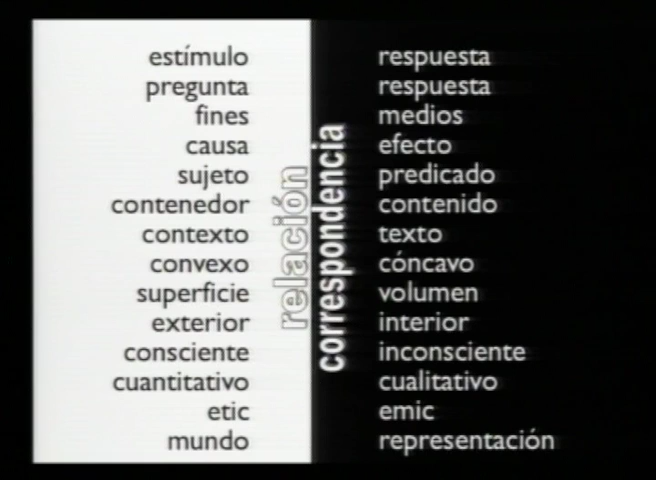 estímulo respuesta
pregunta respuesta
fines medios
causa efecto
sujeto predicado
contenedor contenido
contexto texto
convexo cóncavo
superficie volumen
exterior interior
consciente inconsciente
cuantitativo cualitativo
etic emic
mundo representación
relación
correspondencia